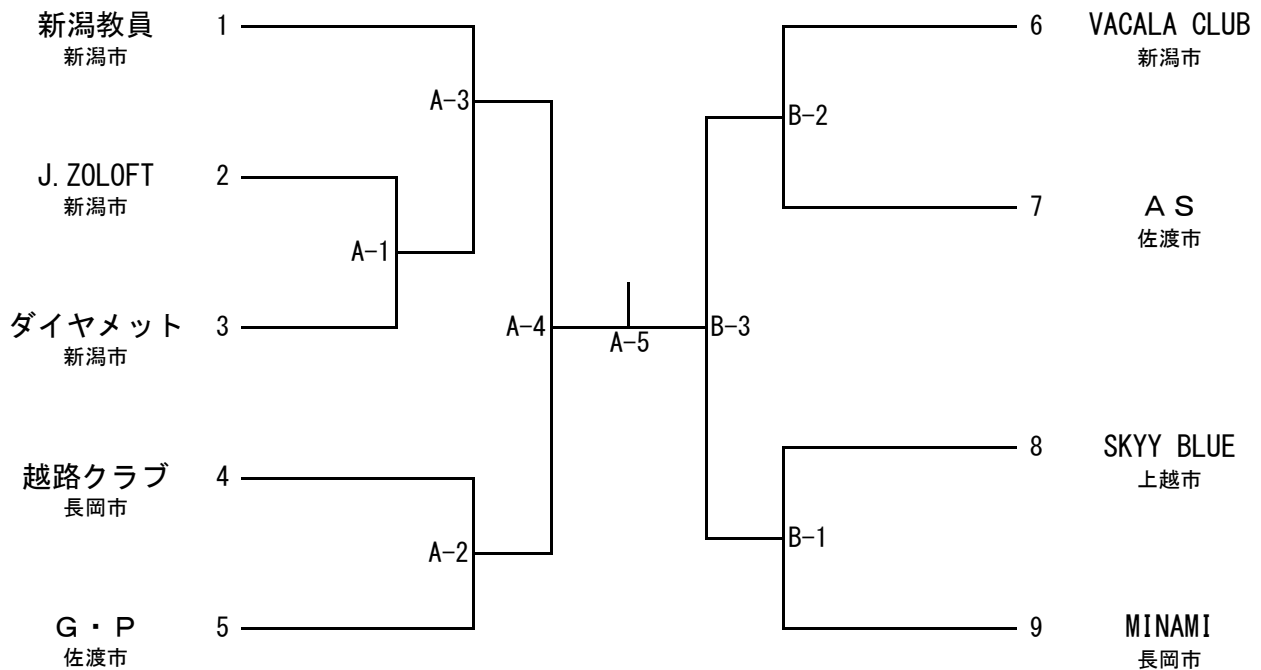 新潟教員 1
新潟市
A-3
J.ZOLOFT 2
新潟市
A-1
ダイヤメット 3
新潟市
A-4
越路クラブ 4
長岡市
A-2
G・P 5
佐渡市
A-5
6 VACALA CLUB
新潟市
B-2
7 AS
佐渡市
B-3
8 SKYY BLUE
上越市
B-1
9 MINAMI
長岡市